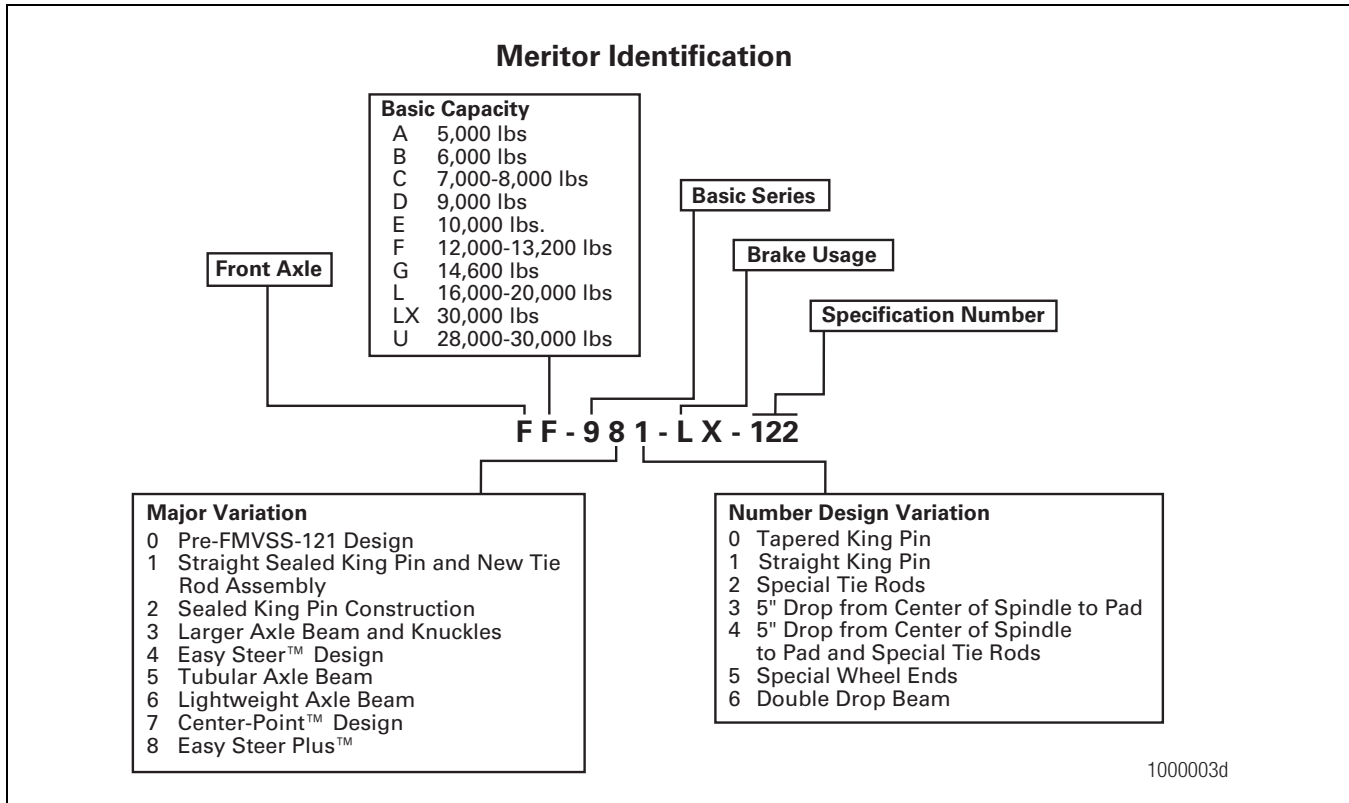 Meritor Identification
Basic Capacity
A 5,000 lbs
B 6,000 lbs
C 7,000-8,000 lbs
D 9,000 lbs
E 10,000 lbs.
F 12,000-13,200 lbs
G 14,600 lbs
L 16,000-20,000 lbs
LX 30,000 lbs
U 28,000-30,000 lbs
Front Axle
Basic Series
Brake Usage
Specification Number
F F - 9 8 1 - L X - 122
Major Variation
0 Pre-FMVSS-121 Design
1 Straight Sealed King Pin and New Tie
Rod Assembly
2 Sealed King Pin Construction
3 Larger Axle Beam and Knuckles
4 Easy Steer™ Design
5 Tubular Axle Beam
6 Lightweight Axle Beam
7 Center-Point™ Design
8 Easy Steer Plus™
Number Design Variation
0 Tapered King Pin
1 Straight King Pin
2 Special Tie Rods
3 5" Drop from Center of Spindle to Pad
4 5" Drop from Center of Spindle
to Pad and Special Tie Rods
5 Special Wheel Ends
6 Double Drop Beam
1000003d